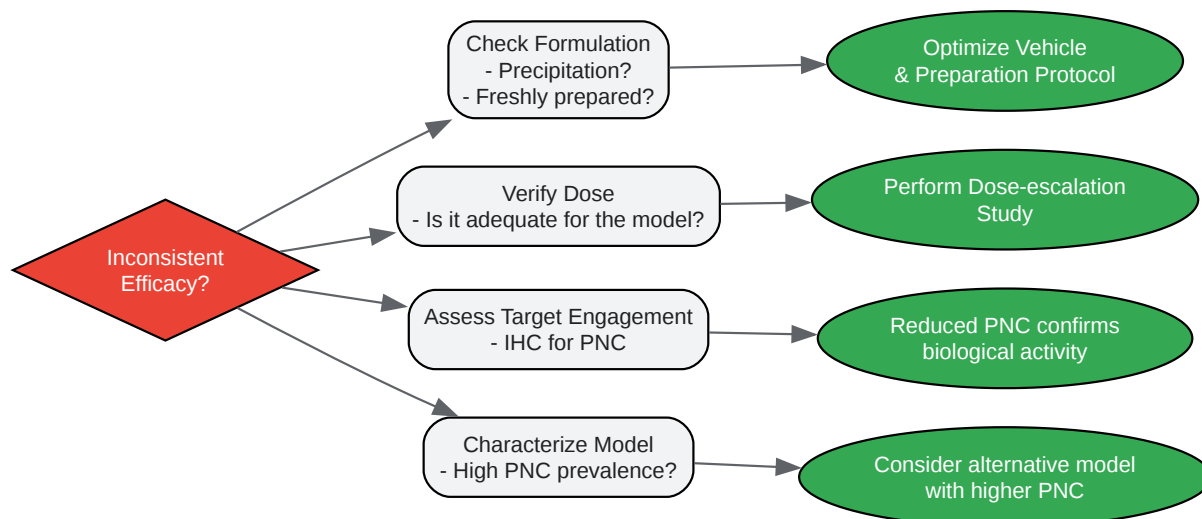 Check Formulation
- Precipitation?
- Freshly prepared?
Optimize Vehicle
& Preparation Protocol
Verify Dose
- Is it adequate for the model?
Perform Dose-escalation
Study
Inconsistent
Efficacy?
Assess Target Engagement
- IHC for PNC
Reduced PNC confirms
biological activity
Characterize Model
- High PNC prevalence?
Consider alternative model
with higher PNC